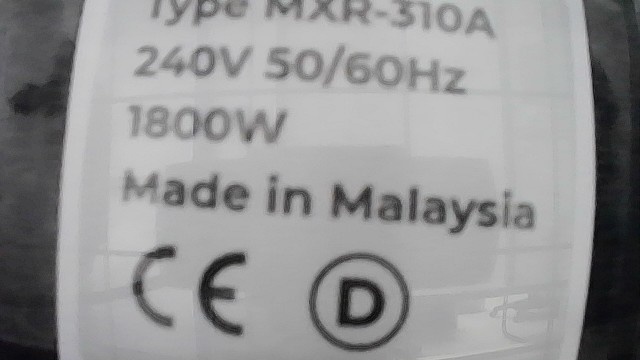 Type MXR-310A
240V 50/60Hz
1800W
Made in Malaysia
CE D